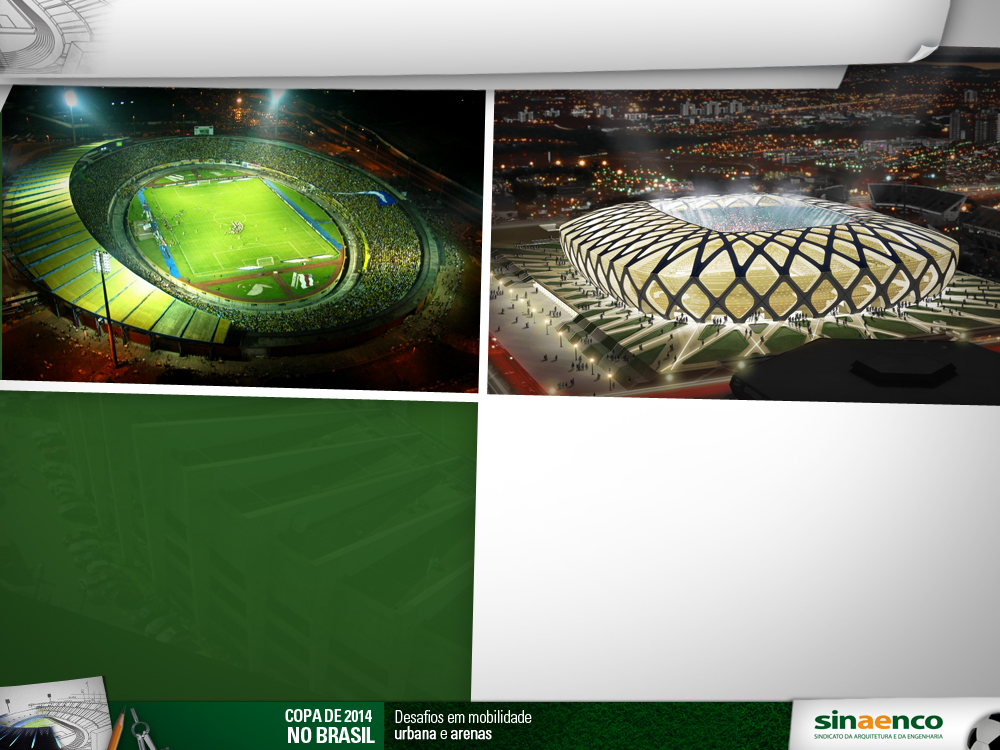 COPA DE 2014
NO BRASIL
Desafios em mobilidade
urbana e arenas
sinaenco
SINDICATO DA ARQUITETURA E DA ENGENHARIA